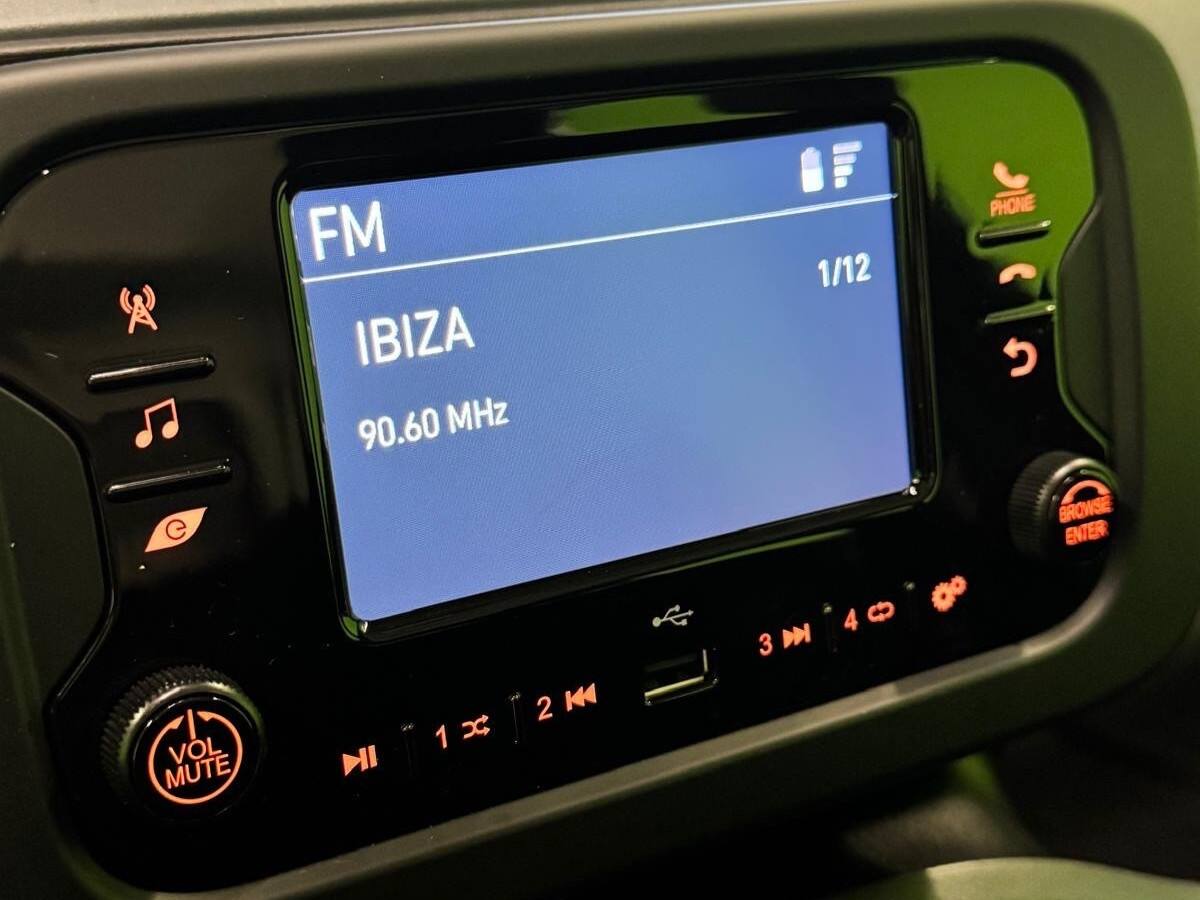 FM
1/12
IBIZA
90.60 MHz
PHONE
e
BROWSE
ENTER
VOL
MUTE
1
2
3
4